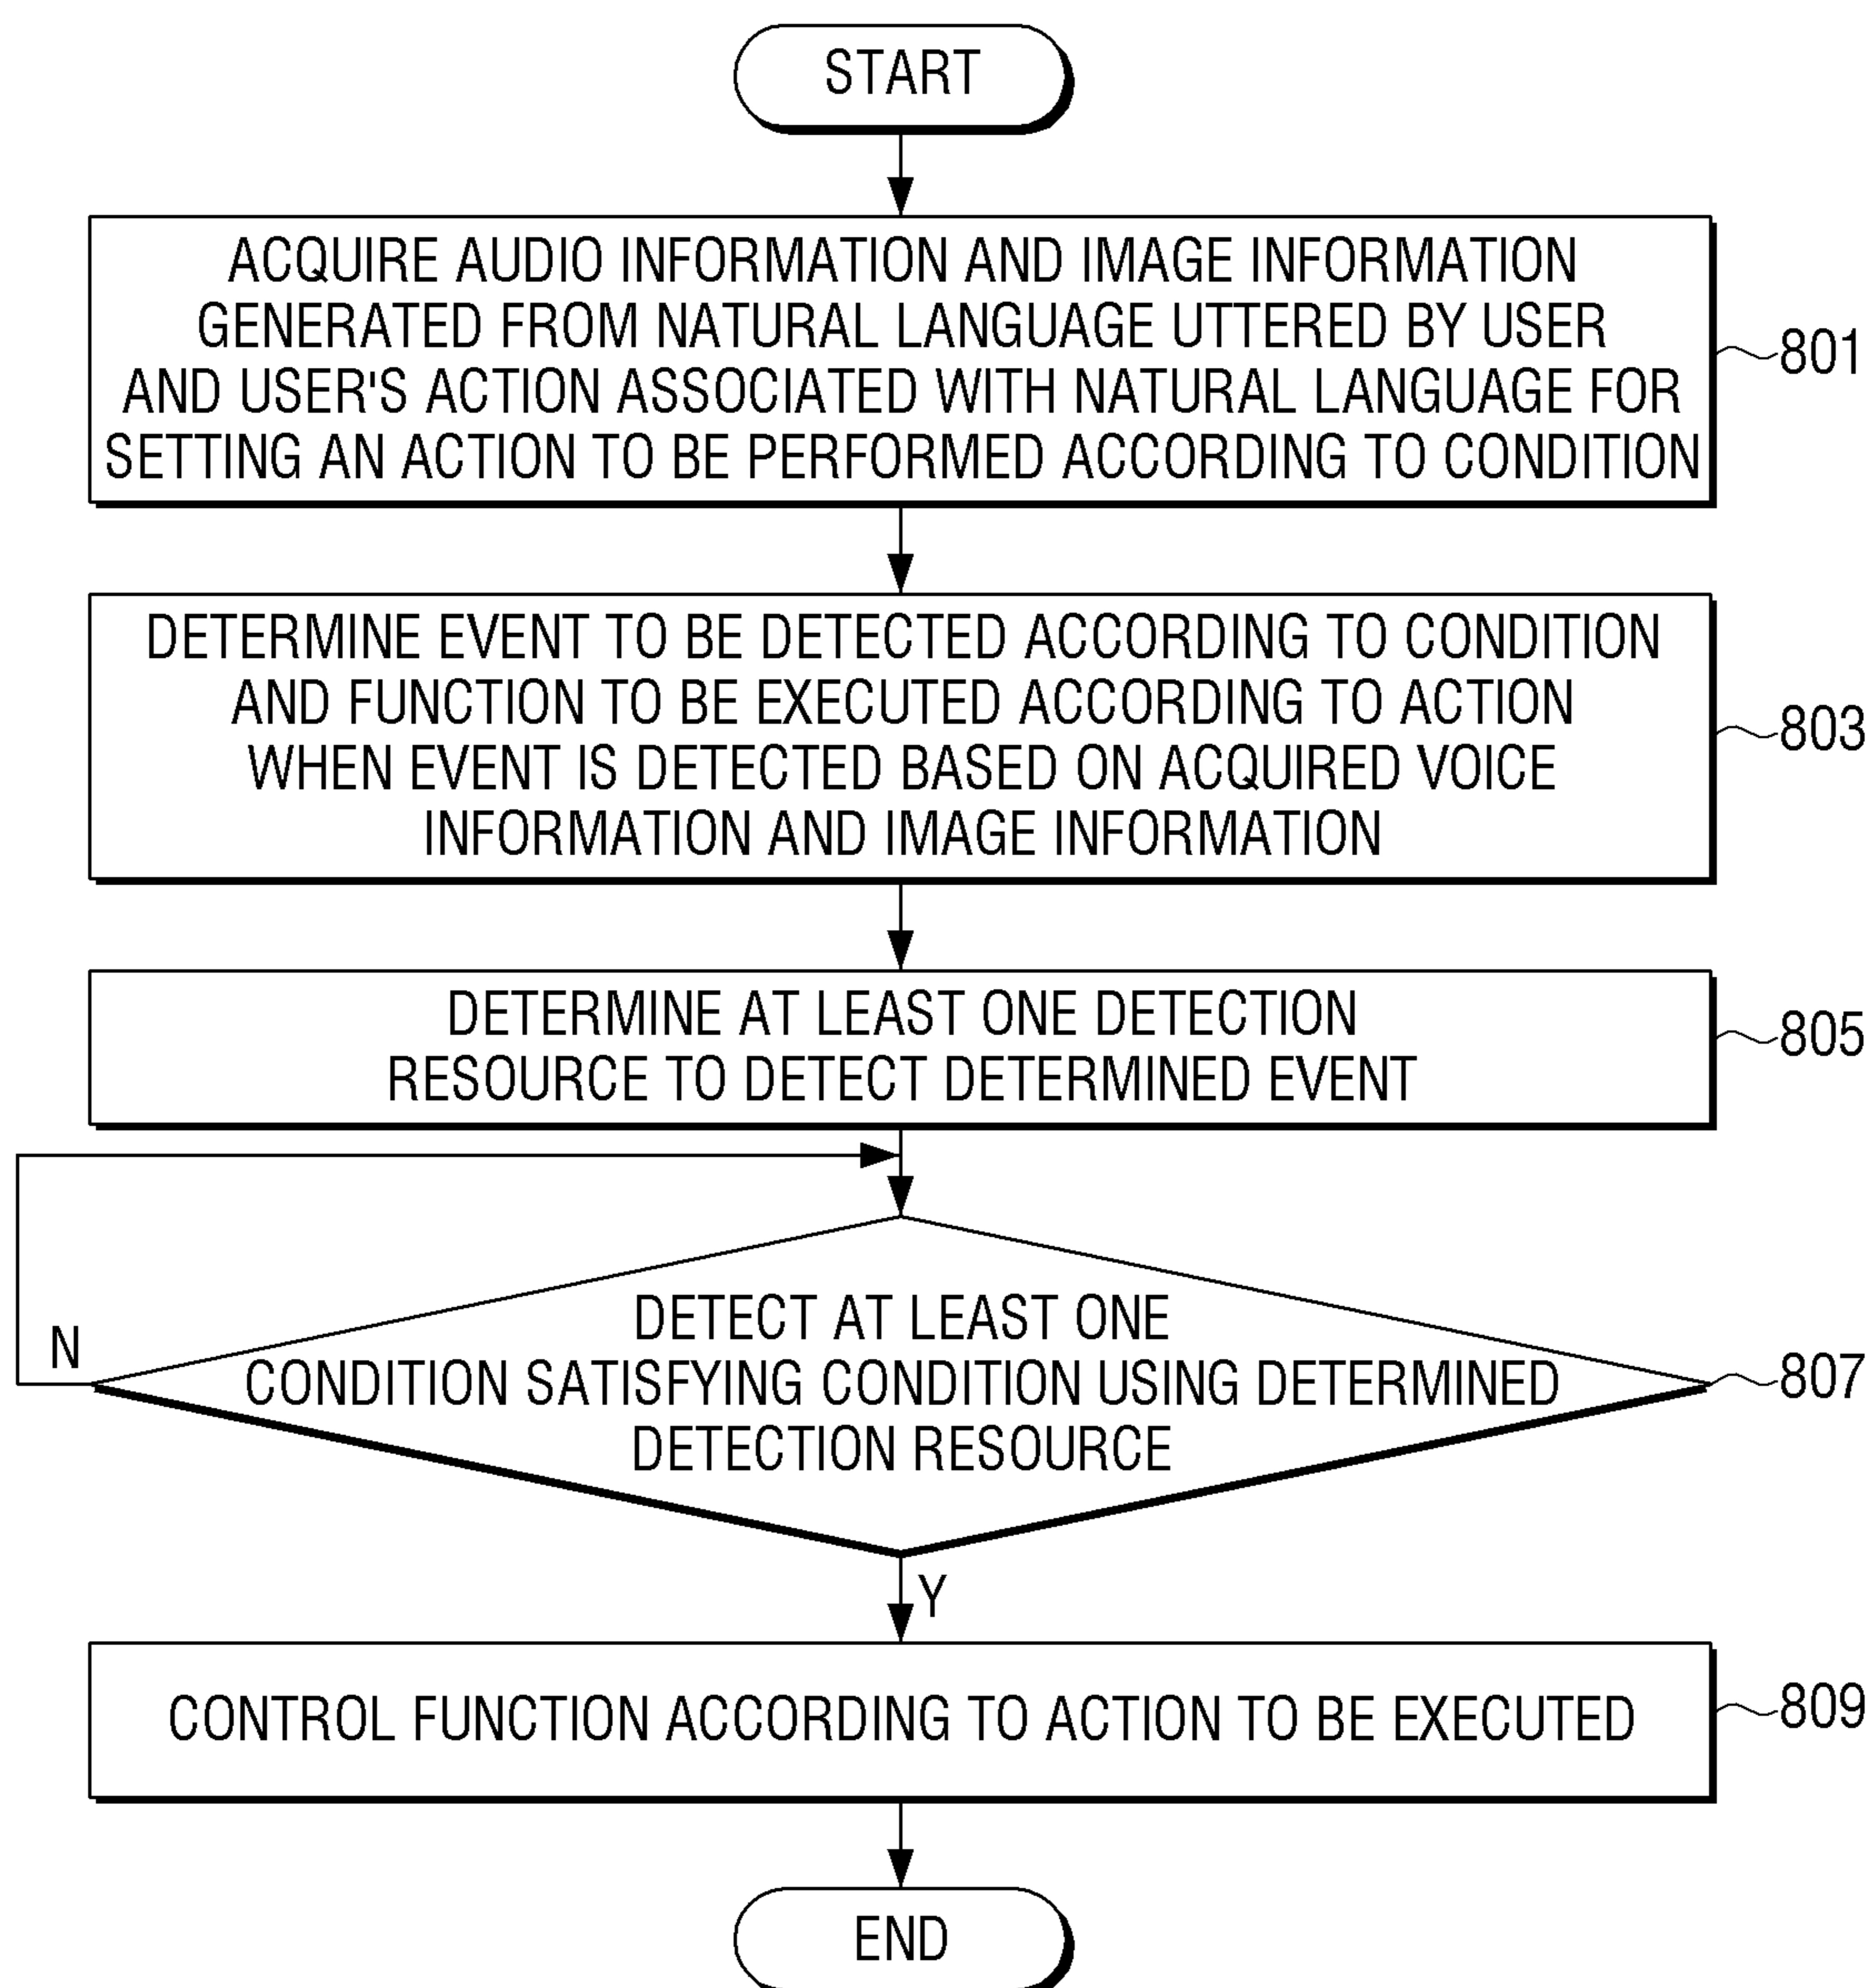 START
ACQUIRE AUDIO INFORMATION AND IMAGE INFORMATION
GENERATED FROM NATURAL LANGUAGE UTTERED BY USER
AND USER'S ACTION ASSOCIATED WITH NATURAL LANGUAGE FOR
SETTING AN ACTION TO BE PERFORMED ACCORDING TO CONDITION
801
DETERMINE EVENT TO BE DETECTED ACCORDING TO CONDITION
AND FUNCTION TO BE EXECUTED ACCORDING TO ACTION
WHEN EVENT IS DETECTED BASED ON ACQUIRED VOICE
INFORMATION AND IMAGE INFORMATION
803
DETERMINE AT LEAST ONE DETECTION
RESOURCE TO DETECT DETERMINED EVENT
805
DETECT AT LEAST ONE
CONDITION SATISFYING CONDITION USING DETERMINED
DETECTION RESOURCE
807
N
Y
CONTROL FUNCTION ACCORDING TO ACTION TO BE EXECUTED
809
END